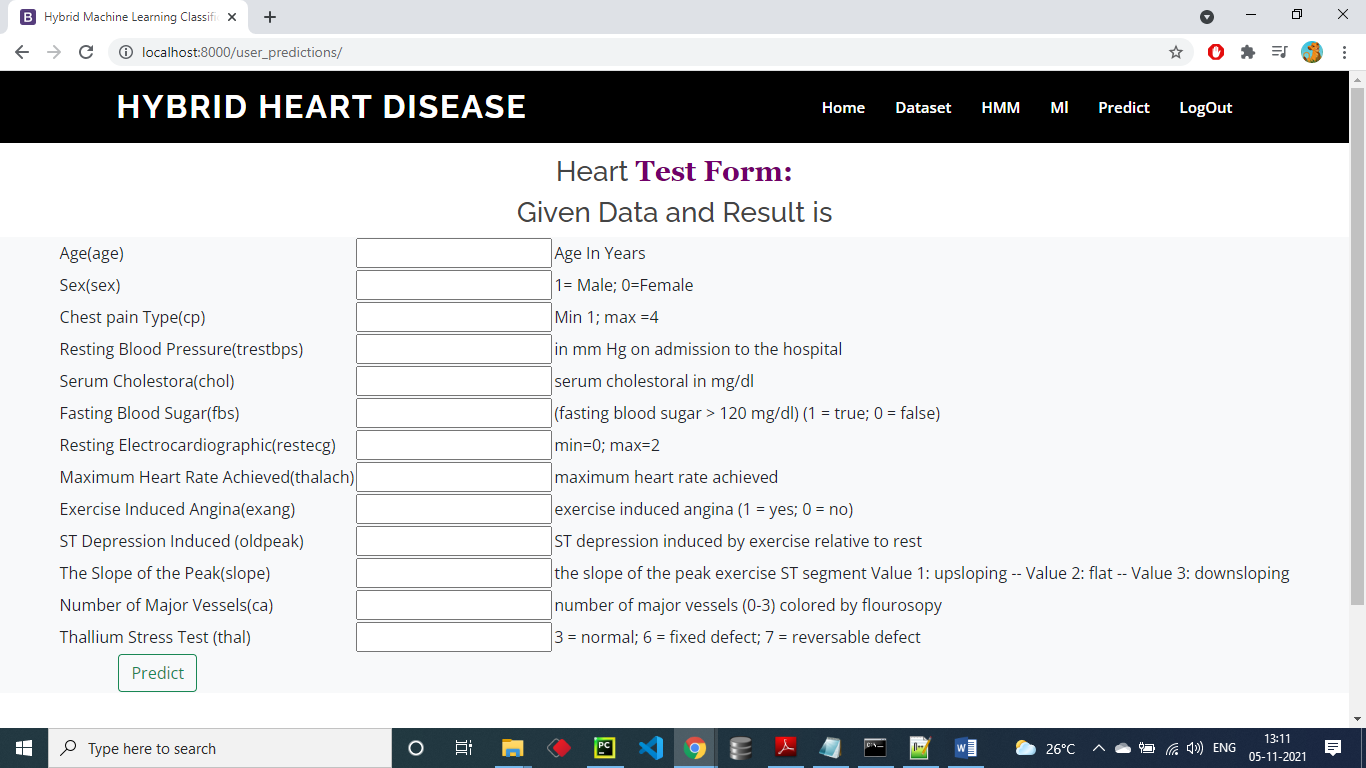 Hybrid Machine Learning Classifi
localhost:8000/user_predictions/
HYBRID HEART DISEASE Home Dataset HMM Ml Predict LogOut
Heart Test Form:
Given Data and Result is
Age(age) Age In Years
Sex(sex) 1= Male; 0=Female
Chest pain Type(cp) Min 1; max =4
Resting Blood Pressure(trestbps) in mm Hg on admission to the hospital
Serum Cholestora(chol) serum cholestoral in mg/dl
Fasting Blood Sugar(fbs) (fasting blood sugar > 120 mg/dl) (1 = true; 0 = false)
Resting Electrocardiographic(restecg) min=0; max=2
Maximum Heart Rate Achieved(thalach) maximum heart rate achieved
Exercise Induced Angina(exang) exercise induced angina (1 = yes; 0 = no)
ST Depression Induced (oldpeak) ST depression induced by exercise relative to rest
The Slope of the Peak(slope) the slope of the peak exercise ST segment Value 1: upsloping -- Value 2: flat -- Value 3: downsloping
Number of Major Vessels(ca) number of major vessels (0-3) colored by flourosopy
Thallium Stress Test (thal) 3 = normal; 6 = fixed defect; 7 = reversable defect
Predict
Type here to search 26°C ENG 13:11
05-11-2021